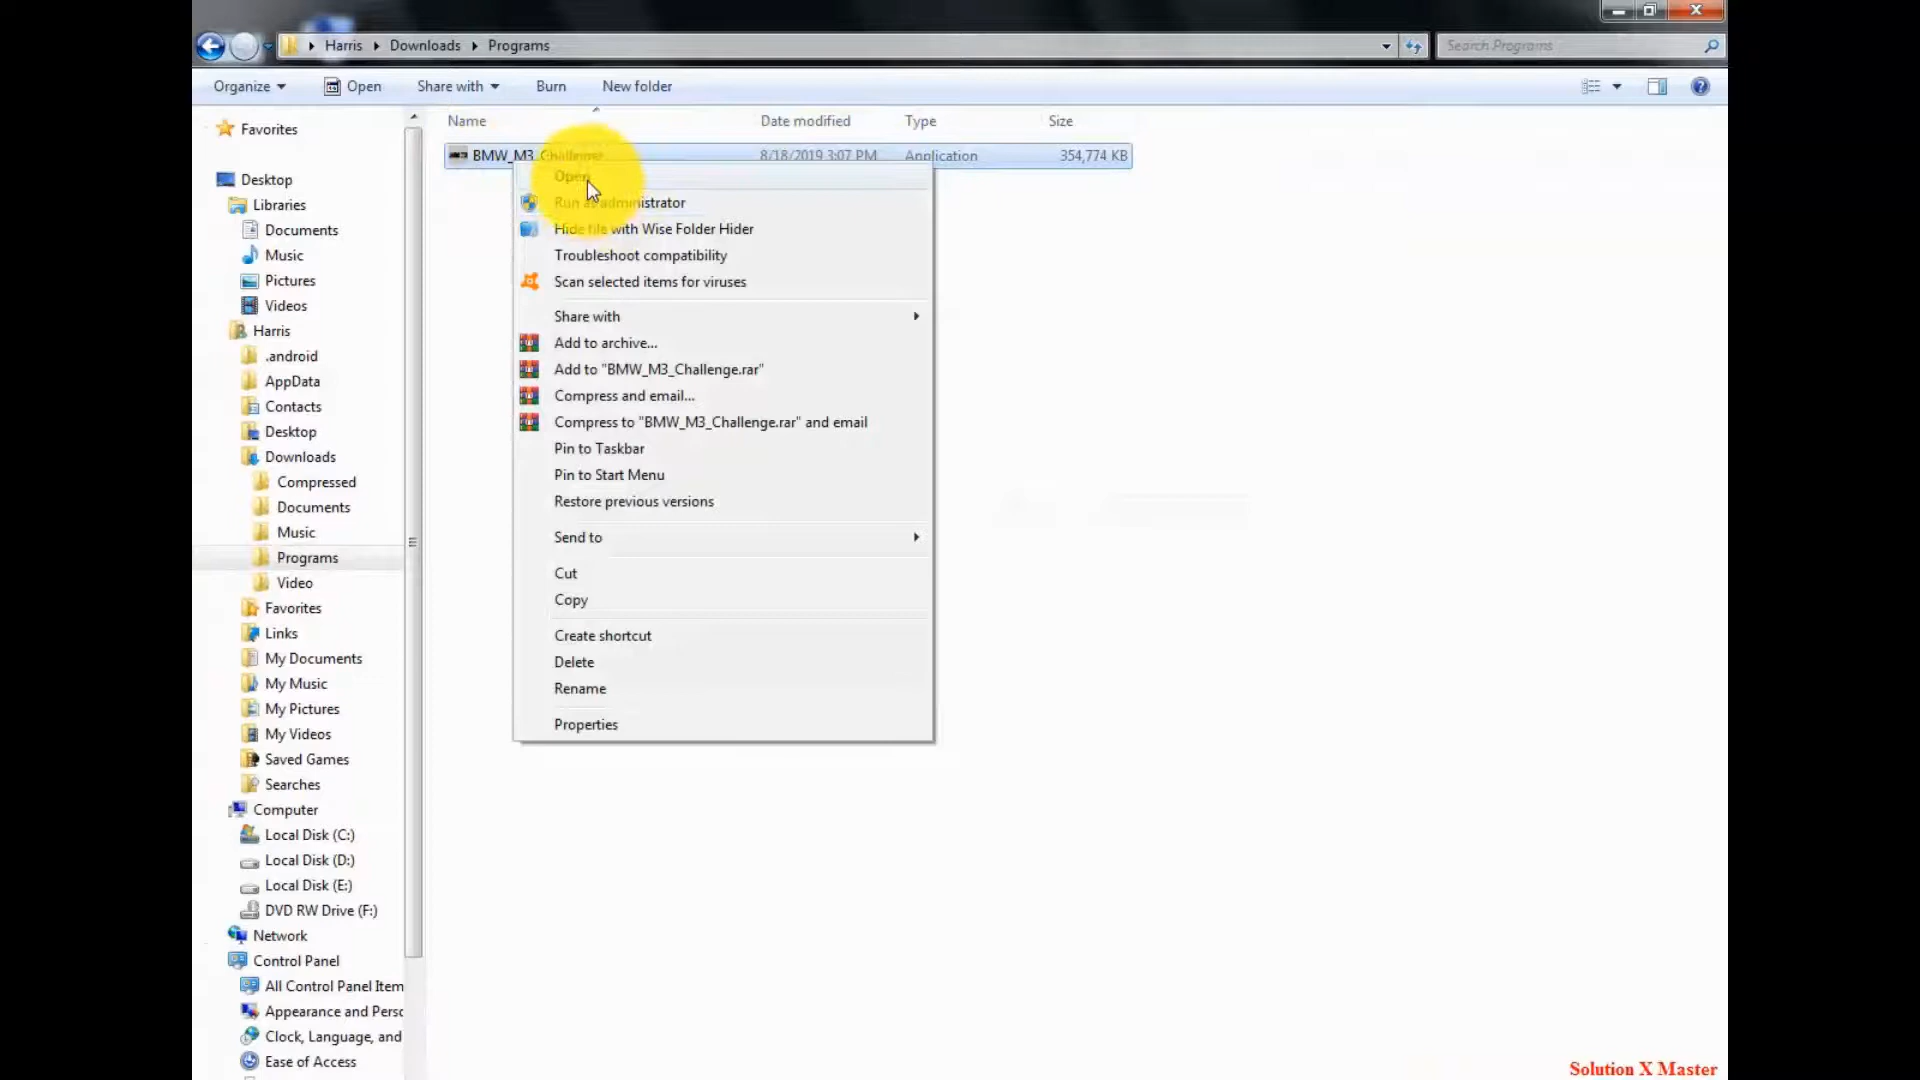 Harris Downloads Programs
Search Programs
Organize Open Share with Burn New folder
Name Date modified Type Size
BMW_M3_Challenge 8/18/2019 3:07 PM Application 354,774 KB
Open
Run as administrator
Hide file with Wise Folder Hider
Troubleshoot compatibility
Scan selected items for viruses
Share with
Add to archive...
Add to "BMW_M3_Challenge.rar"
Compress and email...
Compress to "BMW_M3_Challenge.rar" and email
Pin to Taskbar
Pin to Start Menu
Restore previous versions
Send to
Cut
Copy
Create shortcut
Delete
Rename
Properties
Favorites
Desktop
Libraries
Documents
Music
Pictures
Videos
Harris
.android
AppData
Contacts
Desktop
Downloads
Compressed
Documents
Music
Programs
Video
Favorites
Links
My Documents
My Music
My Pictures
My Videos
Saved Games
Searches
Computer
Local Disk (C:)
Local Disk (D:)
Local Disk (E:)
DVD RW Drive (F:)
Network
Control Panel
All Control Panel Item
Appearance and Persc
Clock, Language, and
Ease of Access
Solution X Master